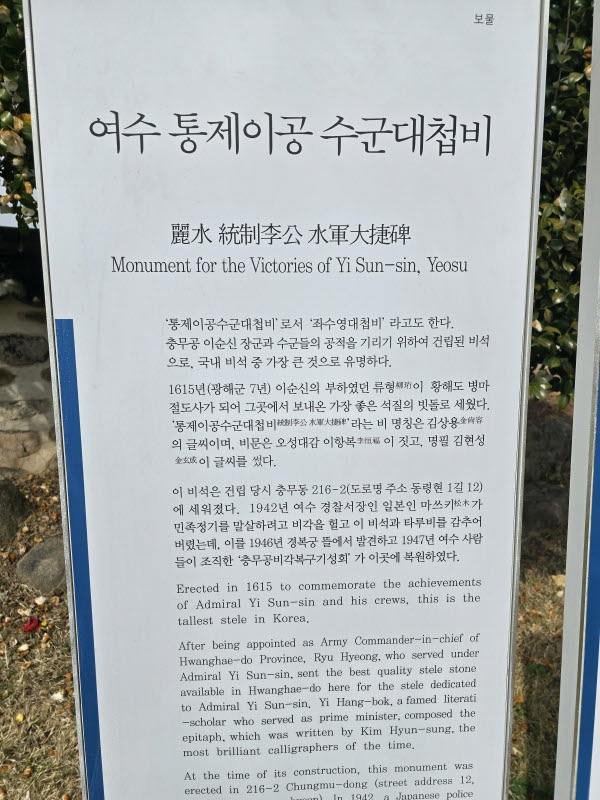 보물
여수 통제이공 수군대첩비
麗水 統制李公 水軍大捷碑
Monument for the Victories of Yi Sun-sin, Yeosu
'통제이공수군대첩비'로서 '좌수영대첩비' 라고도 한다.
충무공 이순신 장군과 수군들의 공적을 기리기 위하여 건립된 비석
으로, 국내 비석 중 가장 큰 것으로 유명하다.
1615년(광해군 7년) 이순신의 부하였던 류형柳珩이 황해도 병마
절도사가 되어 그곳에서 보내온 가장 좋은 석질의 빗돌로 세웠다.
'통제이공수군대첩비統制李公 水軍大捷碑'라는 비 명칭은 김상용金尙容
의 글씨이며, 비문은 오성대감 이항복李恒福 이 짓고, 명필 김현성
金玄成이 글씨를 썼다.
이 비석은 건립 당시 충무동 216-2(도로명 주소 동령현 1길 12)
에 세워졌다. 1942년 여수 경찰서장인 일본인 마쓰키松木가
민족정기를 말살하려고 비각을 헐고 이 비석과 타루비를 감추어
버렸는데, 이를 1946년 경복궁 뜰에서 발견하고 1947년 여수 사람
들이 조직한 '충무공비각복구기성회'가 이곳에 복원하였다.
Erected in 1615 to commemorate the achievements
of Admiral Yi Sun-sin and his crews, this is the
tallest stele in Korea.
After being appointed as Army Commander-in-chief of
Hwanghae-do Province, Ryu Hyeong, who served under
Admiral Yi Sun-sin, sent the best quality stele stone
available in Hwanghae-do here for the stele dedicated
to Admiral Yi Sun-sin. Yi Hang-bok, a famed literati
-scholar who served as prime minister, composed the
epitaph, which was written by Kim Hyun-sung, the
most brilliant calligraphers of the time.
At the time of its construction, this monument was
erected in 216-2 Chungmu-dong (street address 12,
In 1942, a Japanese police